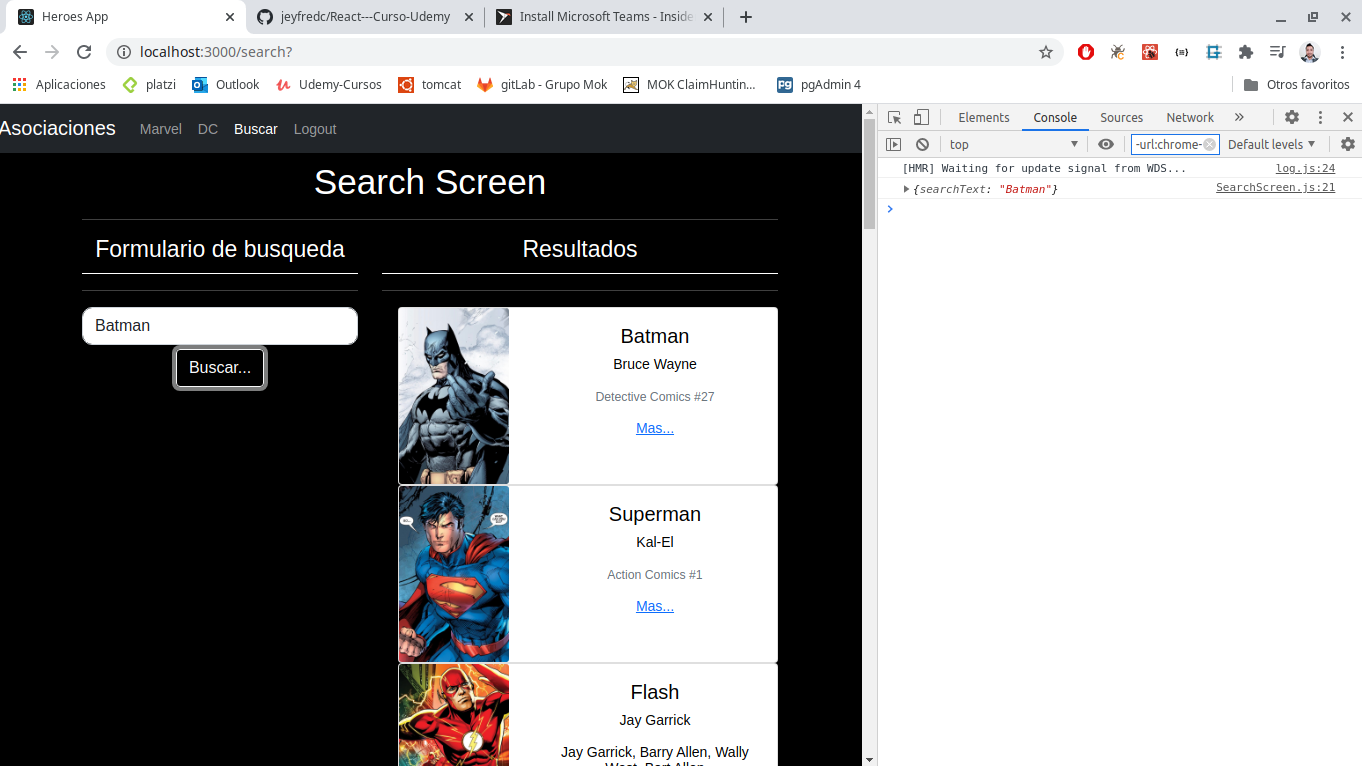 Heroes App
jeyfredc/React---Curso-Udemy
Install Microsoft Teams - Inside
localhost:3000/search?
Aplicaciones platzi Outlook Udemy-Cursos tomcat gitLab - Grupo Mok MOK ClaimHuntin... pgAdmin 4 Otros favoritos
Asociaciones Marvel DC Buscar Logout
Search Screen
Formulario de busqueda
Batman
Buscar...
Resultados
Batman
Bruce Wayne
Detective Comics #27
Mas...
Superman
Kal-El
Action Comics #1
Mas...
Flash
Jay Garrick
Jay Garrick, Barry Allen, Wally
West, Bart Allen
Elements Console Sources Network
top -url:chrome- Default levels
[HMR] Waiting for update signal from WDS... log.js:24
{searchText: "Batman"} SearchScreen.js:21